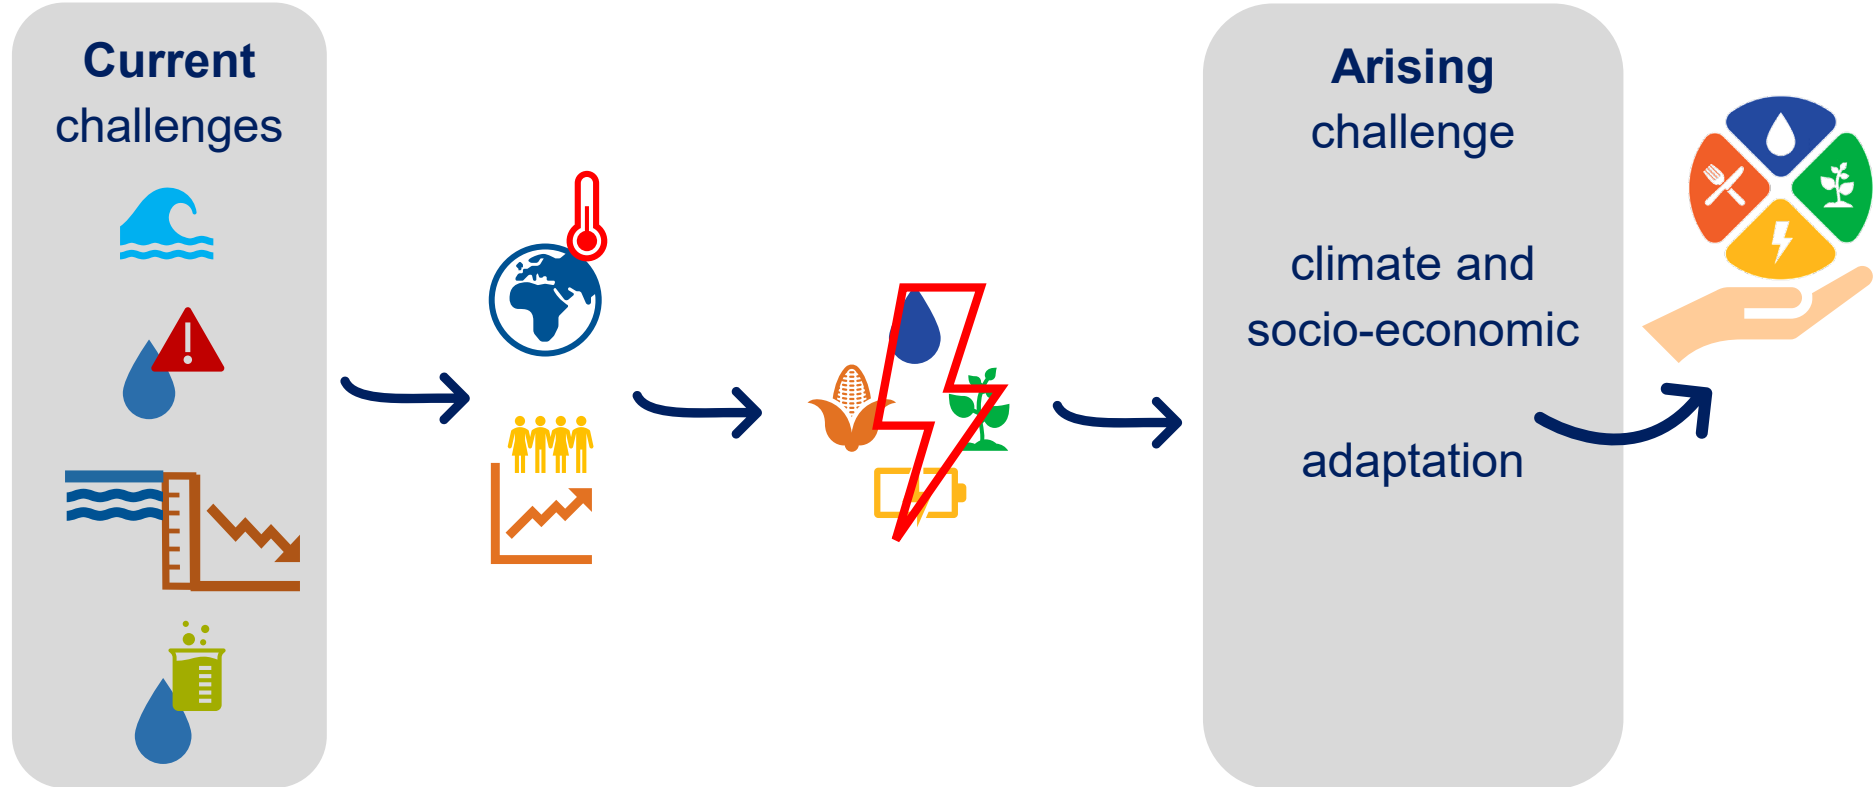 Current
challenges
Arising
challenge
climate and
socio-economic
adaptation